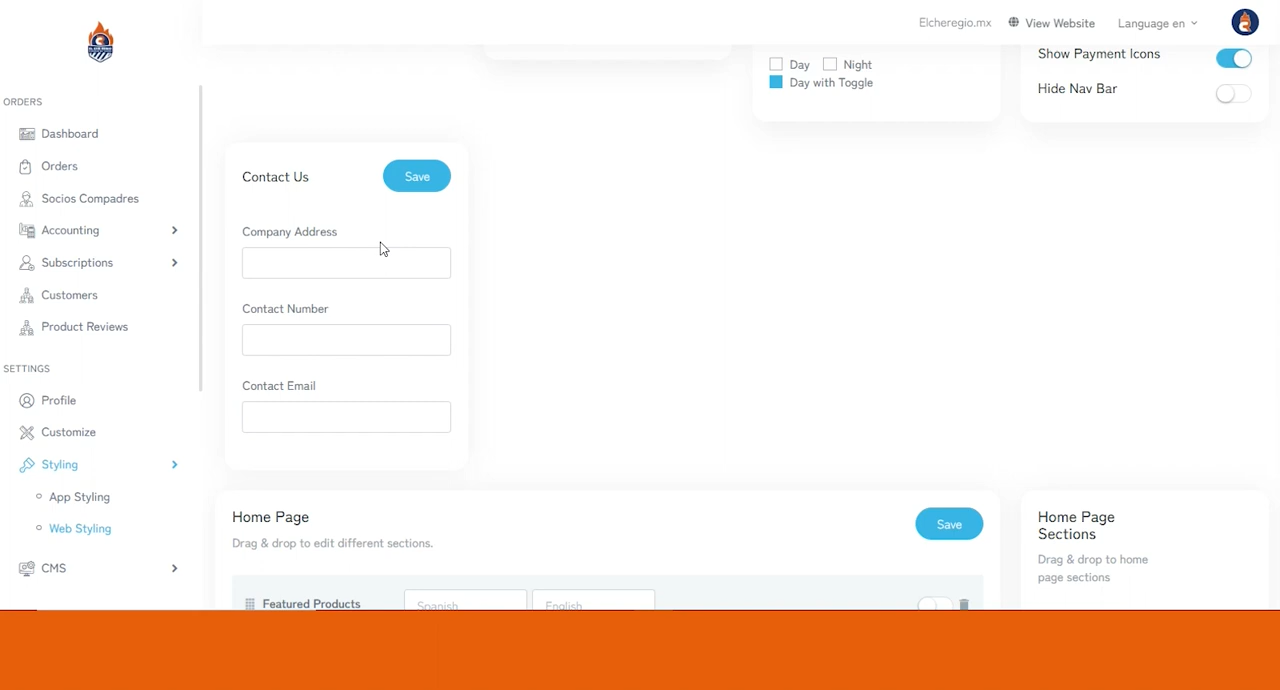 Elcheregio.mx
View Website
Language en
ORDERS
Dashboard
Orders
Socios Compadres
Accounting
Subscriptions
Customers
Product Reviews
SETTINGS
Profile
Customize
Styling
App Styling
Web Styling
CMS
Day
Night
Day with Toggle
Show Payment Icons
Hide Nav Bar
Contact Us
Save
Company Address
Contact Number
Contact Email
Home Page
Save
Drag & drop to edit different sections.
Featured Products
Spanish
English
Home Page
Sections
Drag & drop to home
page sections